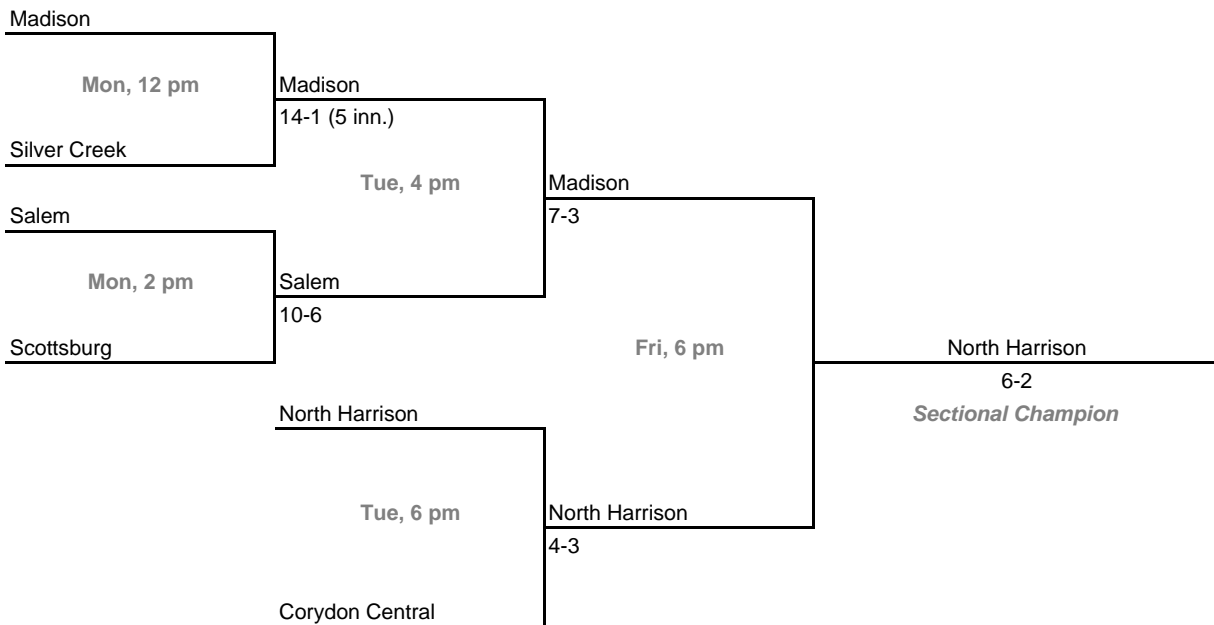 Madison
Mon, 12 pm
Madison
14-1 (5 inn.)
Silver Creek
Tue, 4 pm
Madison
7-3
Salem
Mon, 2 pm
Salem
10-6
Scottsburg
Fri, 6 pm
North Harrison
6-2
Sectional Champion
North Harrison
Tue, 6 pm
North Harrison
4-3
Corydon Central